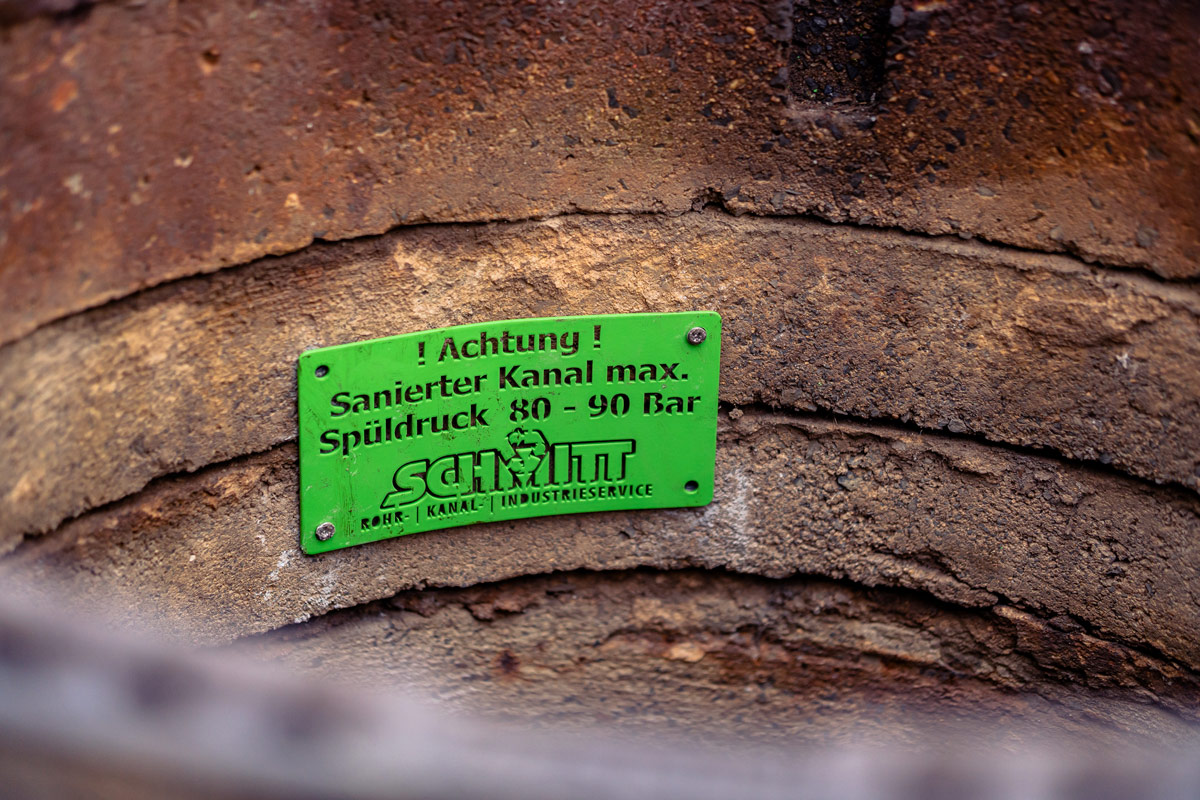 ! Achtung !
Sanierter Kanal max.
Spüldruck 80 - 90 Bar
SCHMITT
ROHR- | KANAL- | INDUSTRIESERVICE